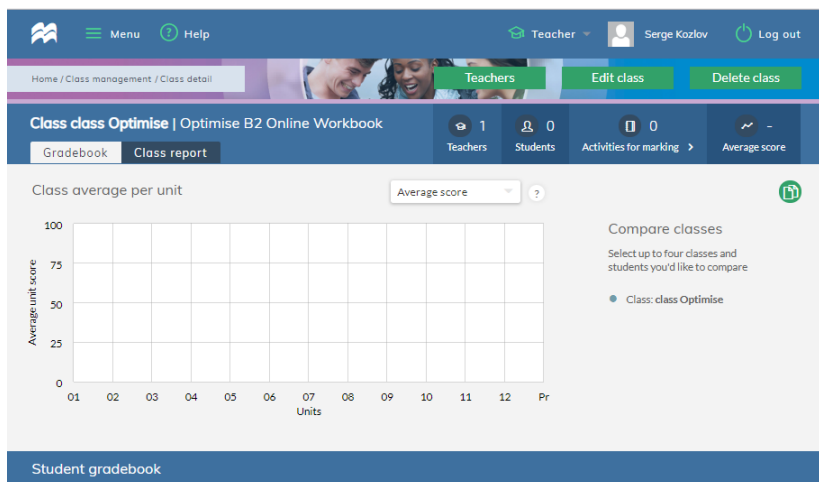 Menu
Help
Teacher
Serge Kozlov
Log out
Home / Class management / Class detail
Teachers
Edit class
Delete class
Class class Optimise | Optimise B2 Online Workbook
1
Teachers
0
Students
0
Activities for marking >
-
Average score
Gradebook
Class report
Class average per unit
Average score
?
100
75
50
25
0
Average unit score
01 02 03 04 05 06 07 08 09 10 11 12 Pr
Units
Compare classes
Select up to four classes and
students you'd like to compare
Class: class Optimise
Student gradebook